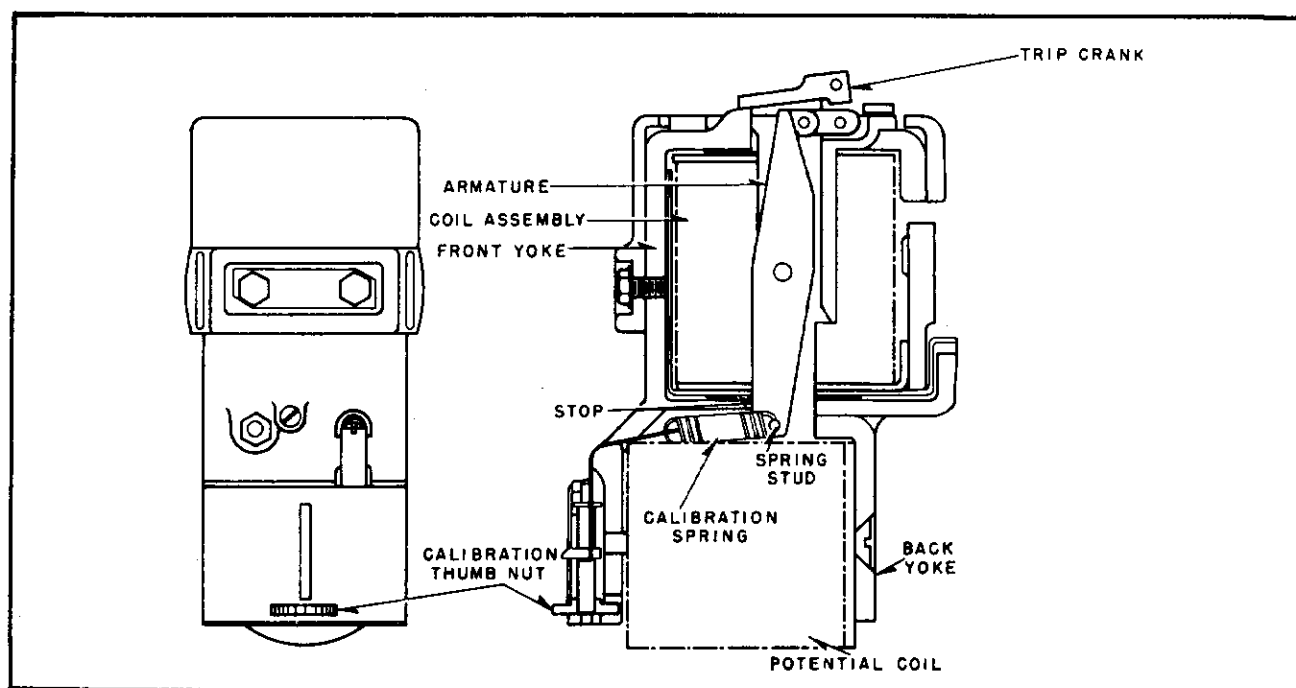 TRIP CRANK
ARMATURE
COIL ASSEMBLY
FRONT YOKE
STOP
SPRING
STUD
CALIBRATION
SPRING
CALIBRATION
THUMB NUT
BACK
YOKE
POTENTIAL COIL